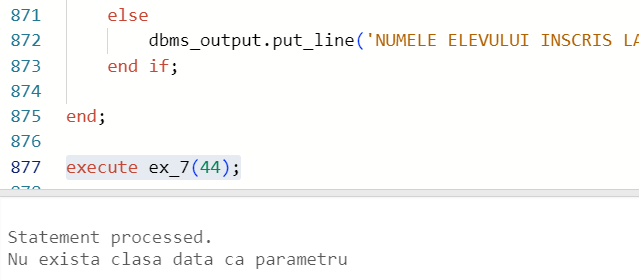 871 else
872 dbms_output.put_line('NUMELE ELEVULUI INSCRIS LA
873 end if;
874
875 end;
876
877 execute ex_7(44);
Statement processed.
Nu exista clasa data ca parametru